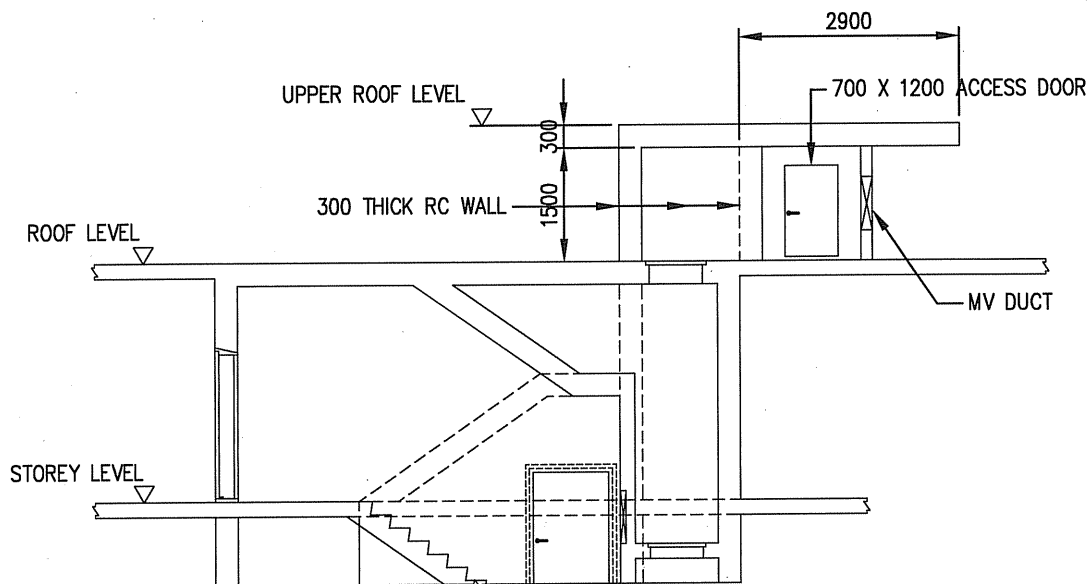 2900
UPPER ROOF LEVEL
700 X 1200 ACCESS DOOR
300
1500
300 THICK RC WALL
ROOF LEVEL
MV DUCT
STOREY LEVEL